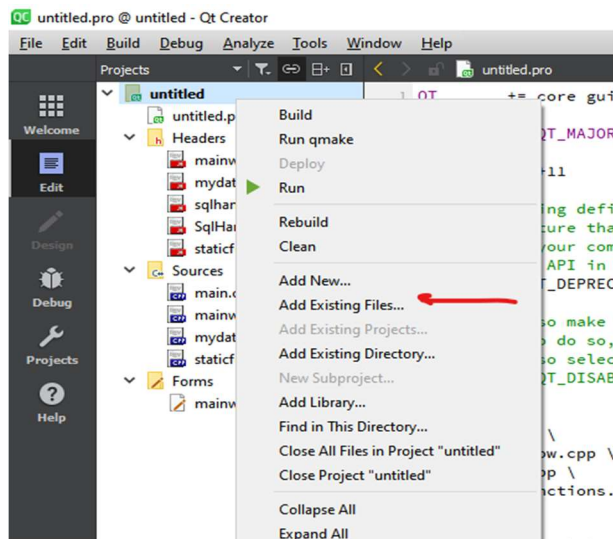 QC untitled.pro @ untitled - Qt Creator
File Edit Build Debug Analyze Tools Window Help
Projects
untitled.pro
Welcome
Edit
Design
Debug
Projects
Help
untitled
untitled.p
Headers
mainw
mydat
sqlhan
SqlHar
staticf
Sources
main.c
mainw
mydat
staticf
Forms
mainw
Build
Run qmake
Deploy
Run
Rebuild
Clean
Add New...
Add Existing Files...
Add Existing Projects...
Add Existing Directory...
New Subproject...
Add Library...
Find in This Directory...
Close All Files in Project "untitled"
Close Project "untitled"
Collapse All
Expand All
1 QT += core gui
QT_MAJOR
+11
ing defi
ture tha
your com
API in
T_DEPREC
so make
do so,
so selec
QT_DISAB
\
ow.cpp \
pp \
nctions.